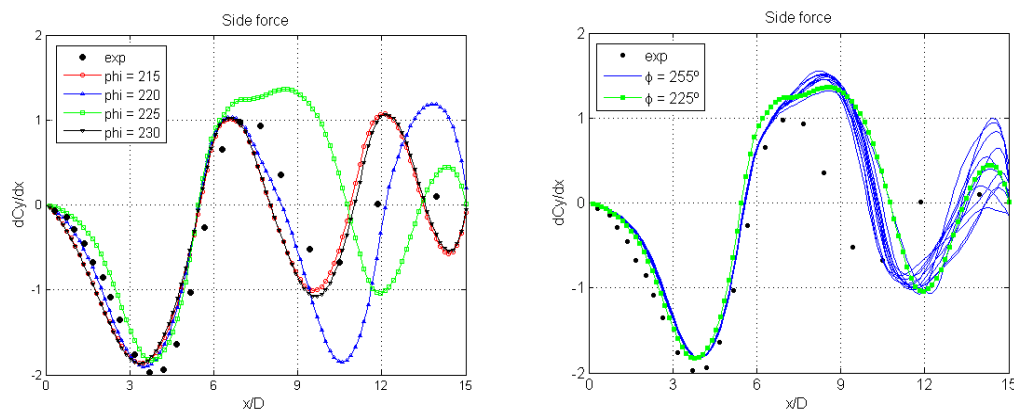 Side force
2
1
0
-1
-2
dCy/dx
exp
phi = 215
phi = 220
phi = 225
phi = 230
0 3 6 9 12 15
x/D
Side force
2
1
0
-1
-2
dCy/dx
exp
ϕ = 255º
ϕ = 225º
0 3 6 9 12 15
x/D